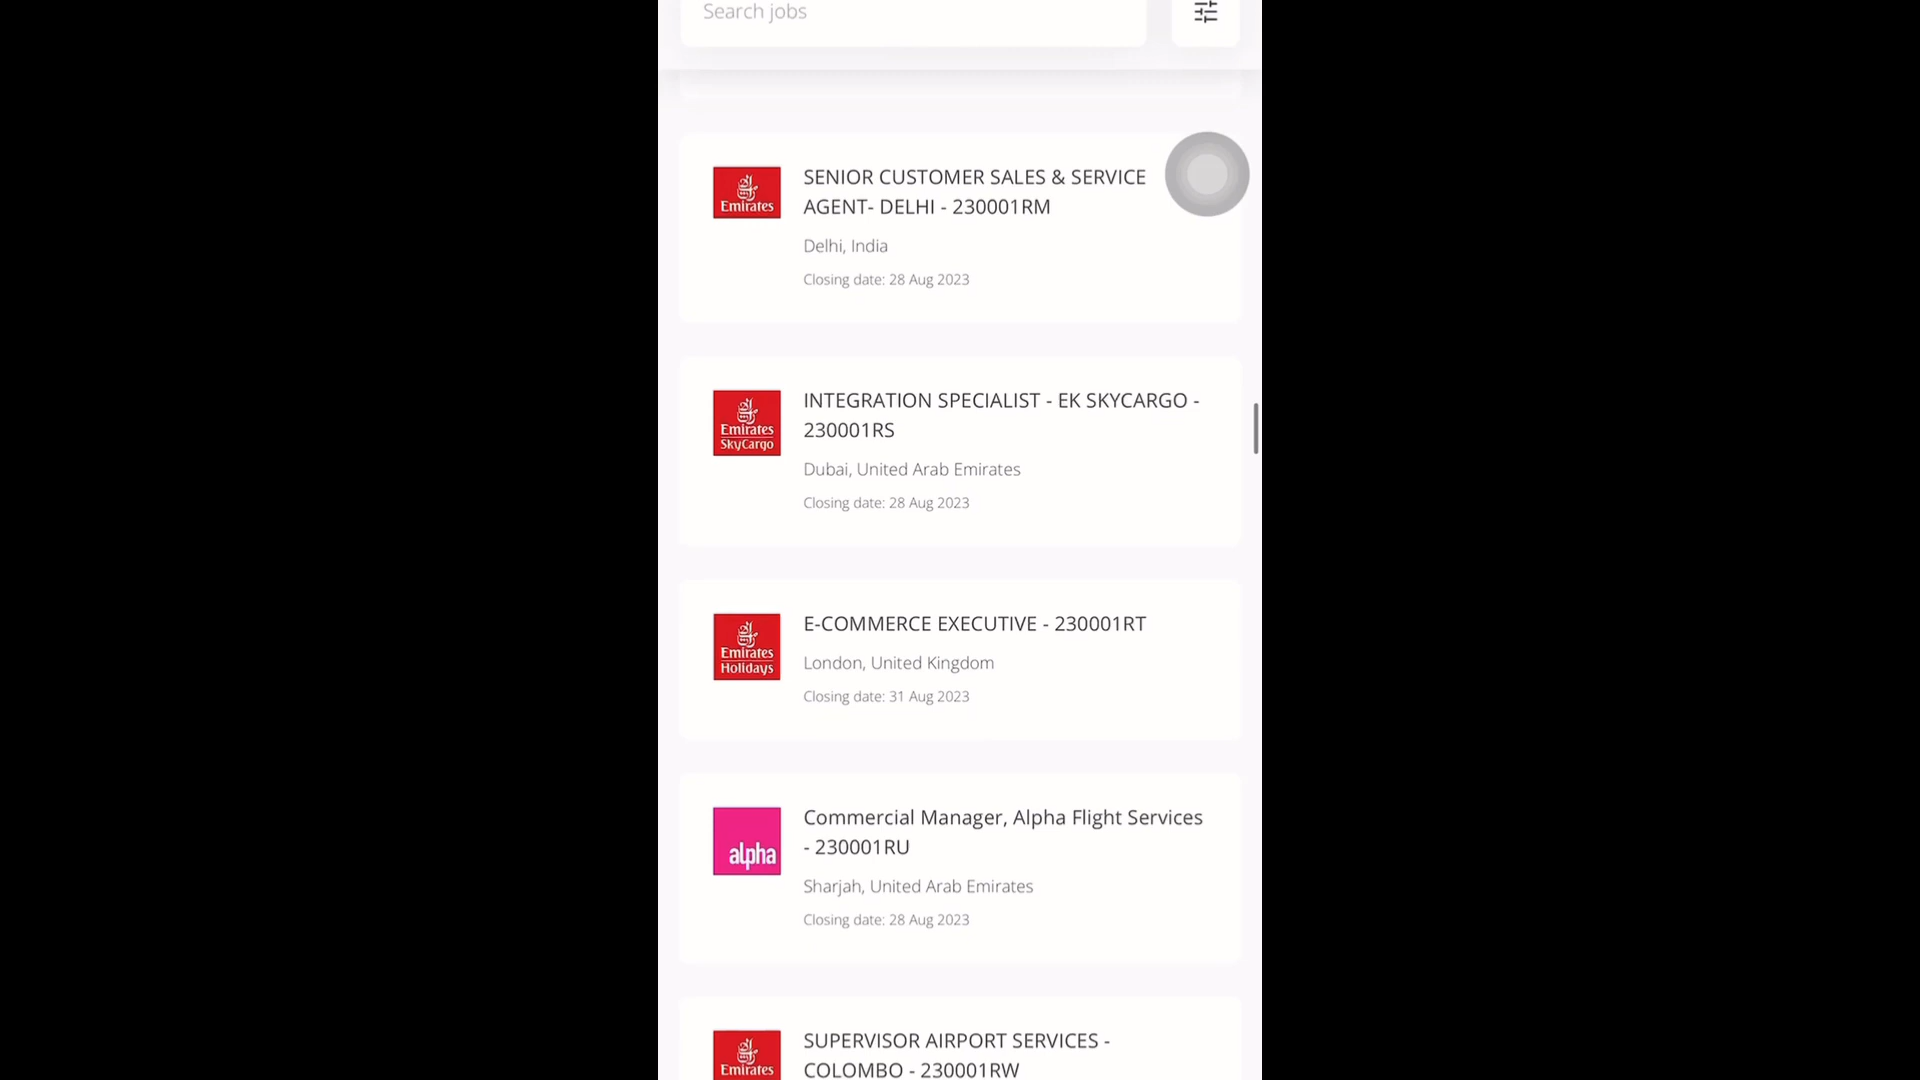 Search jobs
Emirates
SENIOR CUSTOMER SALES & SERVICE
AGENT- DELHI - 230001RM
Delhi, India
Closing date: 28 Aug 2023
Emirates
SkyCargo
INTEGRATION SPECIALIST - EK SKYCARGO -
230001RS
Dubai, United Arab Emirates
Closing date: 28 Aug 2023
Emirates
Holidays
E-COMMERCE EXECUTIVE - 230001RT
London, United Kingdom
Closing date: 31 Aug 2023
alpha
Commercial Manager, Alpha Flight Services
- 230001RU
Sharjah, United Arab Emirates
Closing date: 28 Aug 2023
Emirates
SUPERVISOR AIRPORT SERVICES -
COLOMBO - 230001RW